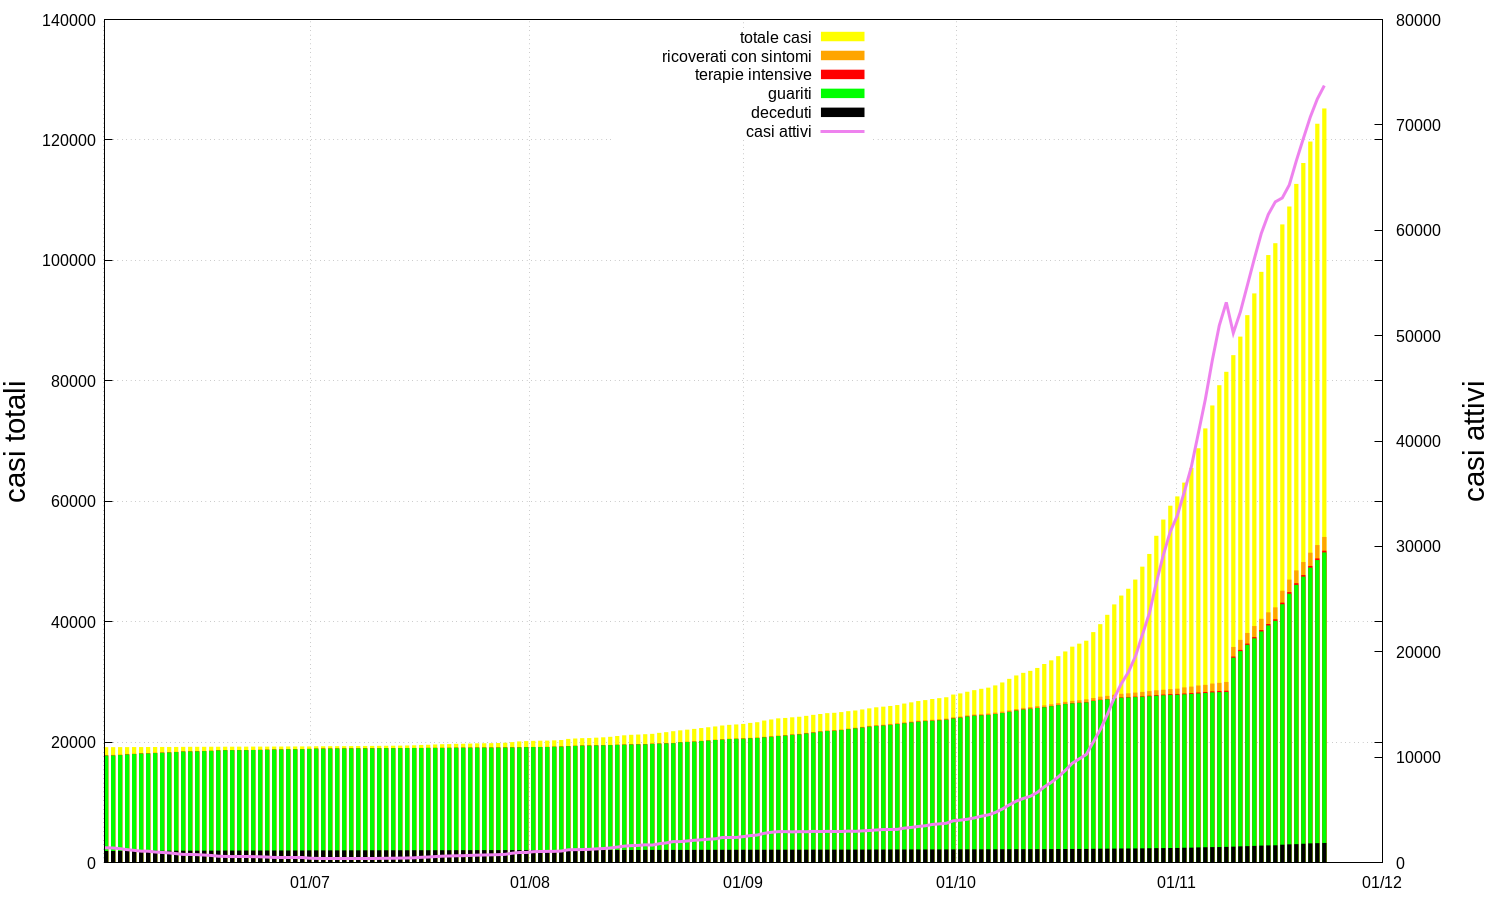 140000
120000
100000
80000
60000
40000
20000
0
casi totali
totale casi
ricoverati con sintomi
terapie intensive
guariti
deceduti
casi attivi
80000
70000
60000
50000
40000
30000
20000
10000
0
casi attivi
01/07
01/08
01/09
01/10
01/11
01/12